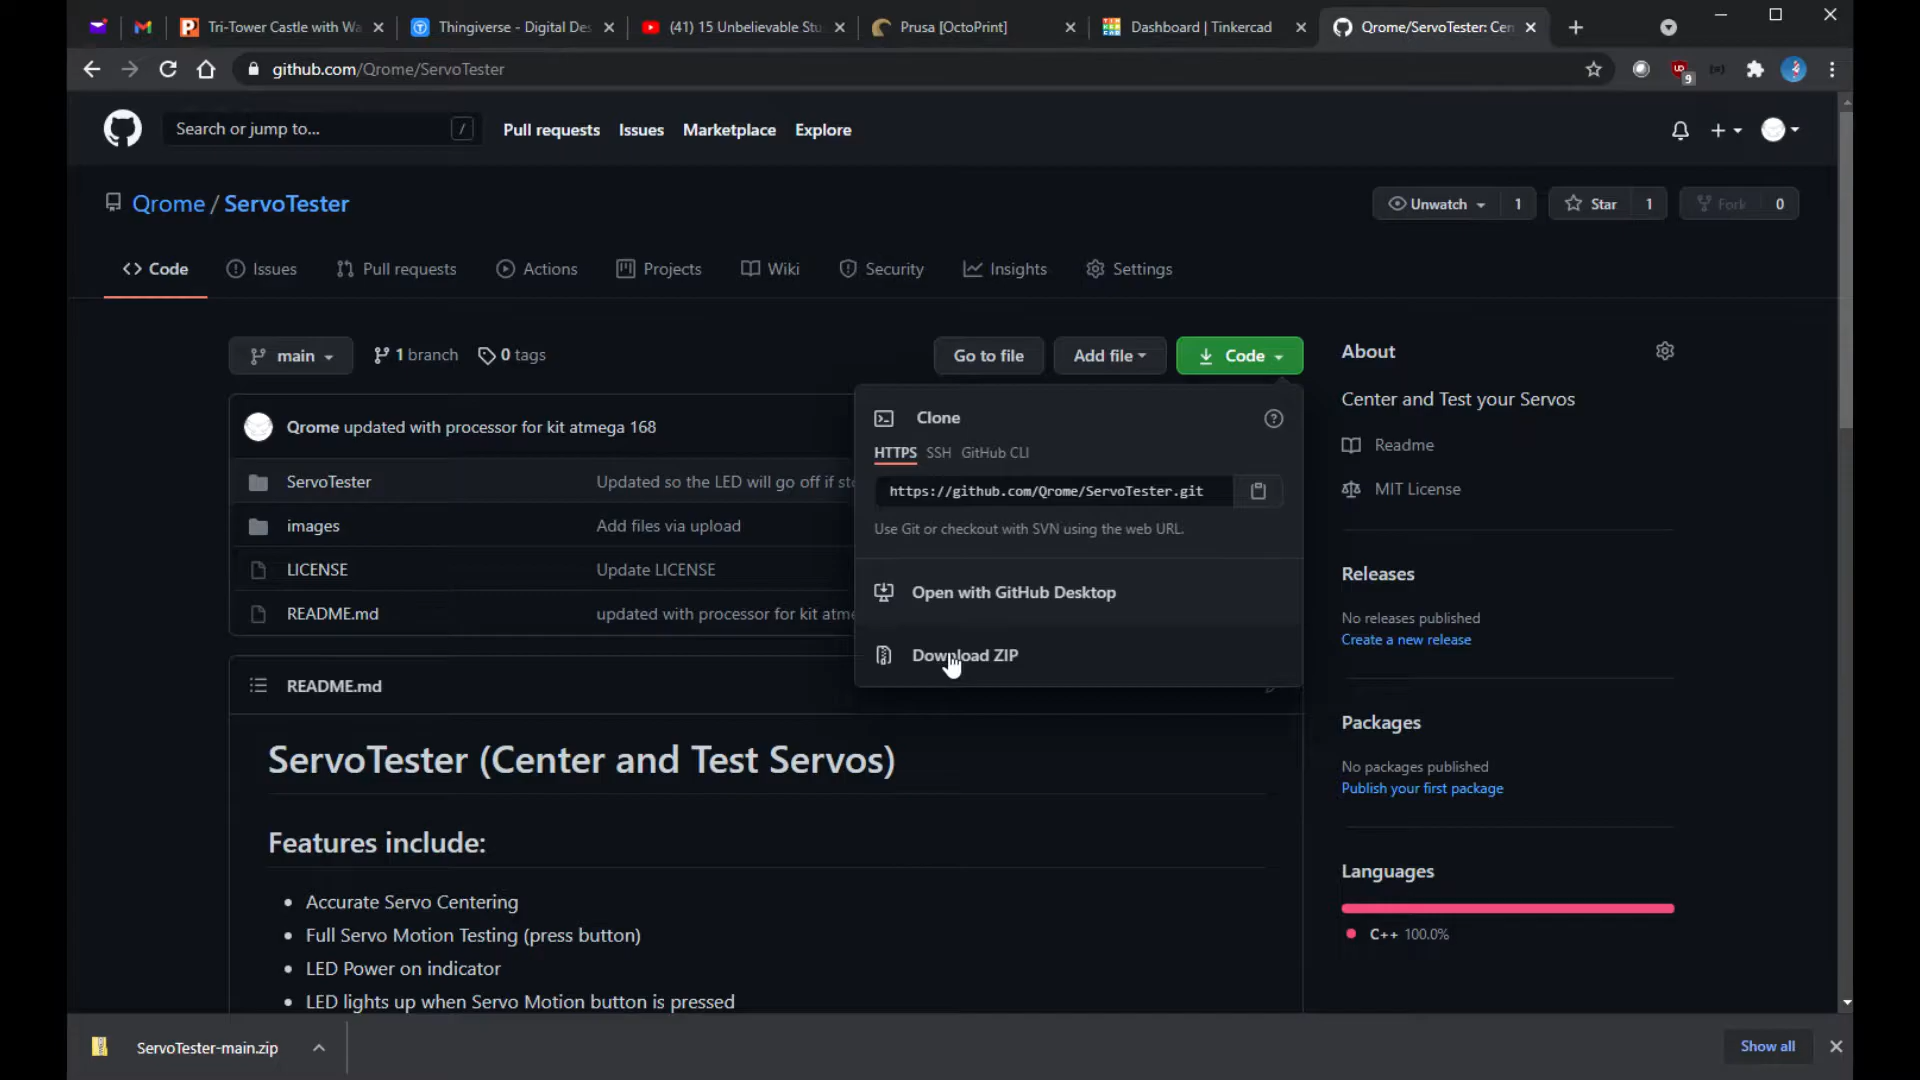 Tri-Tower Castle with Wa
Thingiverse - Digital Des
(41) 15 Unbelievable Stu
Prusa [OctoPrint]
Dashboard | Tinkercad
Qrome/ServoTester: Cen
github.com/Qrome/ServoTester
9
Search or jump to...
/
Pull requests
Issues
Marketplace
Explore
Qrome / ServoTester
Unwatch 1
Star 1
Fork 0
<> Code
Issues
Pull requests
Actions
Projects
Wiki
Security
Insights
Settings
main
1 branch
0 tags
Go to file
Add file
Code
Qrome updated with processor for kit atmega 168
ServoTester Updated so the LED will go off if sto
images Add files via upload
LICENSE Update LICENSE
README.md updated with processor for kit atme
Clone
HTTPS SSH GitHub CLI
https://github.com/Qrome/ServoTester.git
Use Git or checkout with SVN using the web URL.
Open with GitHub Desktop
Download ZIP
About
Center and Test your Servos
Readme
MIT License
Releases
No releases published
Create a new release
Packages
No packages published
Publish your first package
Languages
C++ 100.0%
README.md
ServoTester (Center and Test Servos)
Features include:
• Accurate Servo Centering
• Full Servo Motion Testing (press button)
• LED Power on indicator
• LED lights up when Servo Motion button is pressed
ServoTester-main.zip
Show all